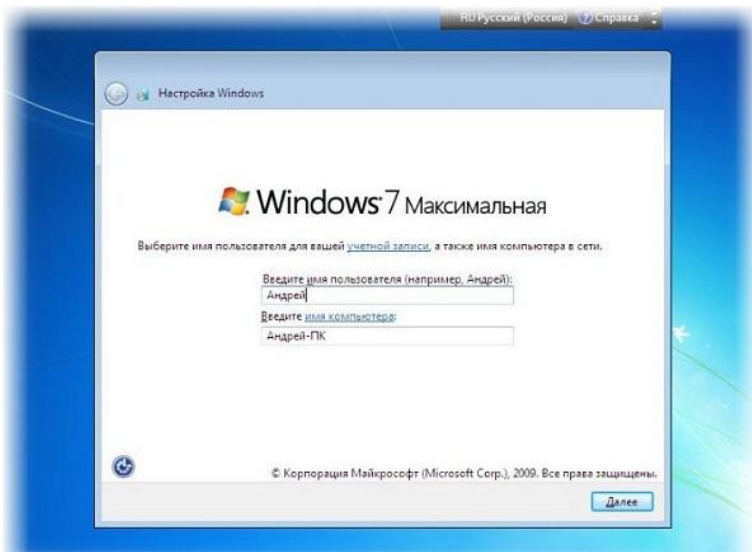 RU Русский (Россия) Справка
Настройка Windows
Windows 7 Максимальная
Выберите имя пользователя для вашей учетной записи, а также имя компьютера в сети.
Введите имя пользователя (например, Андрей):
Андрей
Введите имя компьютера:
Андрей-ПК
© Корпорация Майкрософт (Microsoft Corp.), 2009. Все права защищены.
Далее